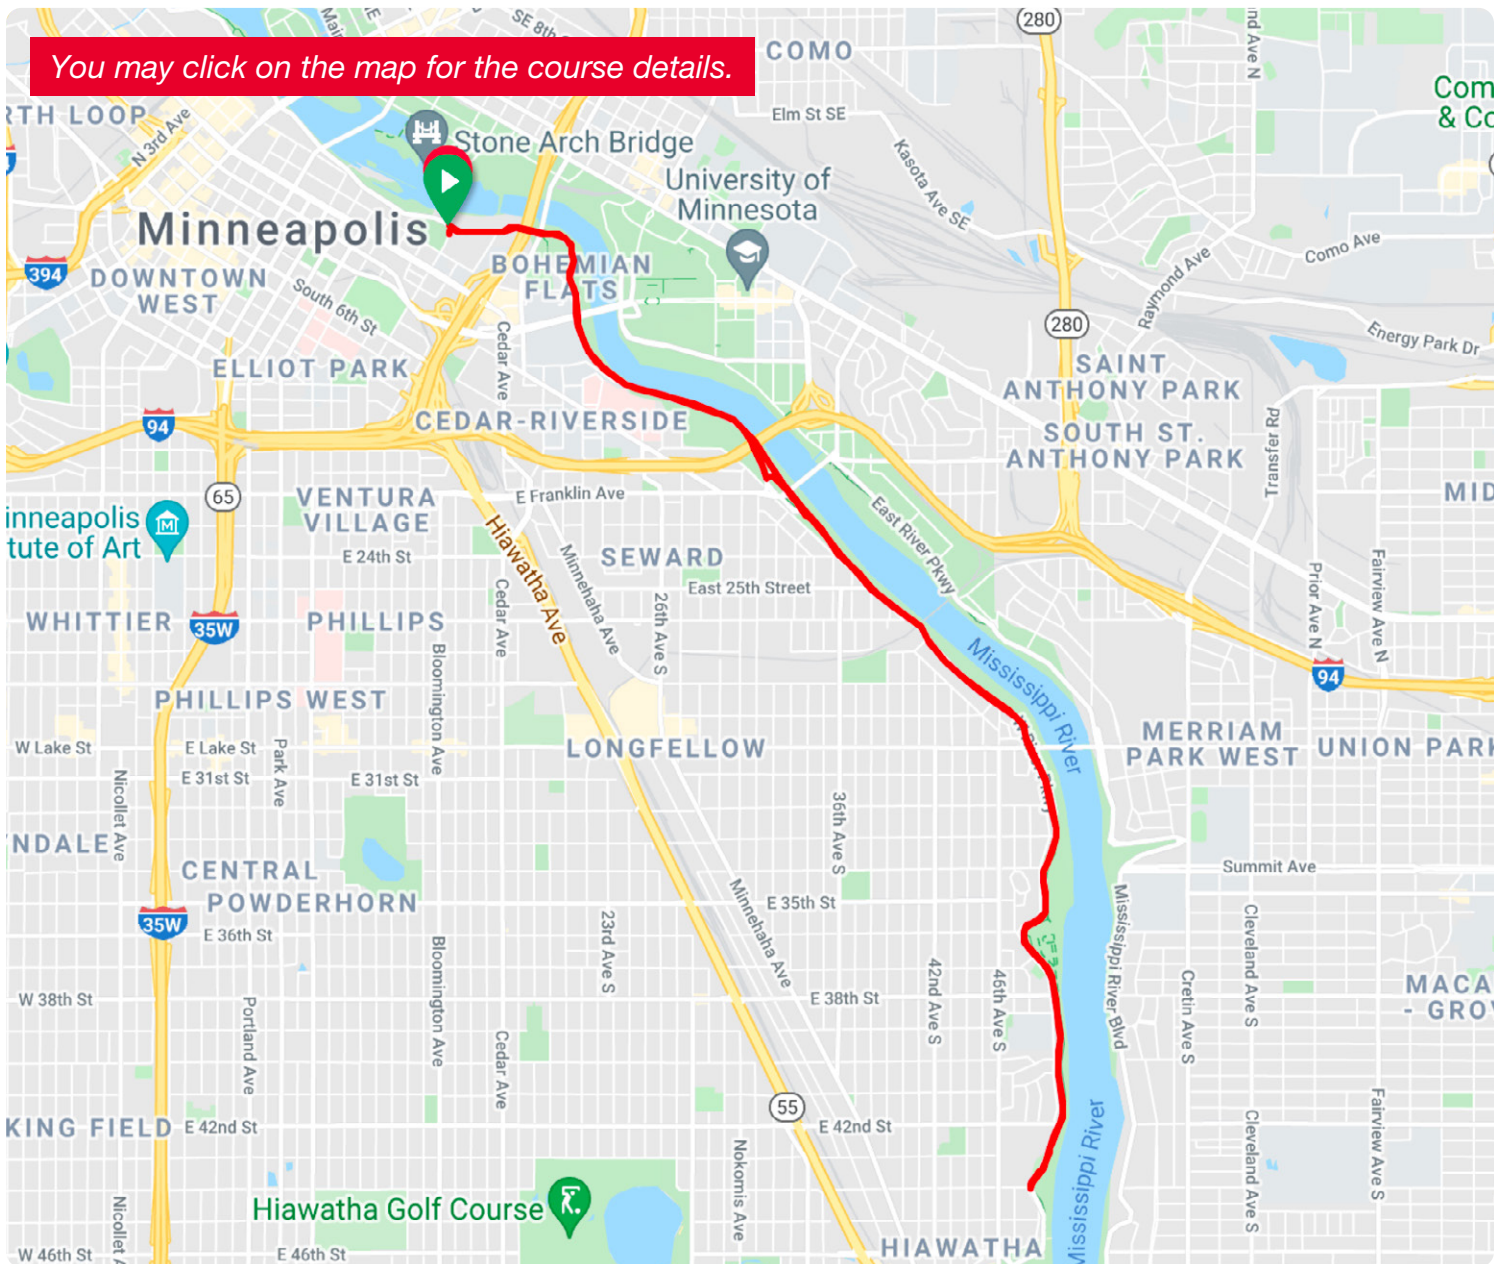 SE 8th
280
nd Ave N
You may click on the map for the course details.
COMO
RTH LOOP
N 3rd Ave
Elm St SE
Com
& Co
Stone Arch Bridge
Kasota Ave SE
University of
Minnesota
Minneapolis
394
DOWNTOWN
WEST
BOHEMIAN
FLATS
Como Ave
Raymond Ave
South 6th St
280
Energy Park Dr
Cedar Ave
ELLIOT PARK
SAINT
ANTHONY PARK
94
CEDAR-RIVERSIDE
SOUTH ST.
ANTHONY PARK
Transfer Rd
65
VENTURA
VILLAGE
E Franklin Ave
MID
inneapolis
tute of Art
M
E 24th St
Hiawatha Ave
Minnehaha Ave
SEWARD
East River Pkwy
East 25th Street
Prior Ave N
Fairview Ave N
WHITTIER
35W
PHILLIPS
Cedar Ave
26th Ave S
Bloomington Ave
Mississippi River
94
PHILLIPS WEST
MERRIAM
PARK WEST
UNION PARK
W Lake St
E Lake St
Park Ave
LONGFELLOW
E 31st St
E 31st St
Nicollet Ave
36th Ave S
NDALE
CENTRAL
POWDERHORN
Summit Ave
Minnehaha Ave
E 35th St
Mississippi River Blvd
35W
E 36th St
23rd Ave S
Bloomington Ave
Cleveland Ave S
42nd Ave S
46th Ave S
Cretin Ave S
W 38th St
E 38th St
MACA
- GROV
Portland Ave
Cedar Ave
55
KING FIELD
E 42nd St
E 42nd St
Nokomis Ave
Mississippi River
Cleveland Ave S
Fairview Ave S
Nicollet A
Hiawatha Golf Course
W 46th St
E 46th St
HIAWATHA